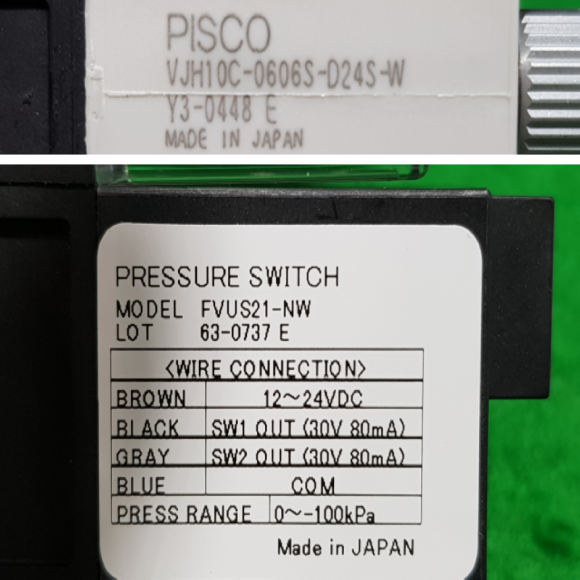 PISCO
VJH10C-0606S-D24S-W
Y3-0448 E
MADE IN JAPAN
PRESSURE SWITCH
MODEL FVUS21-NW
LOT 63-0737 E
<WIRE CONNECTION>
BROWN 12～24VDC
BLACK SW1 OUT (30V 80mA)
GRAY SW2 OUT (30V 80mA)
BLUE COM
PRESS RANGE 0～-100kPa
Made in JAPAN